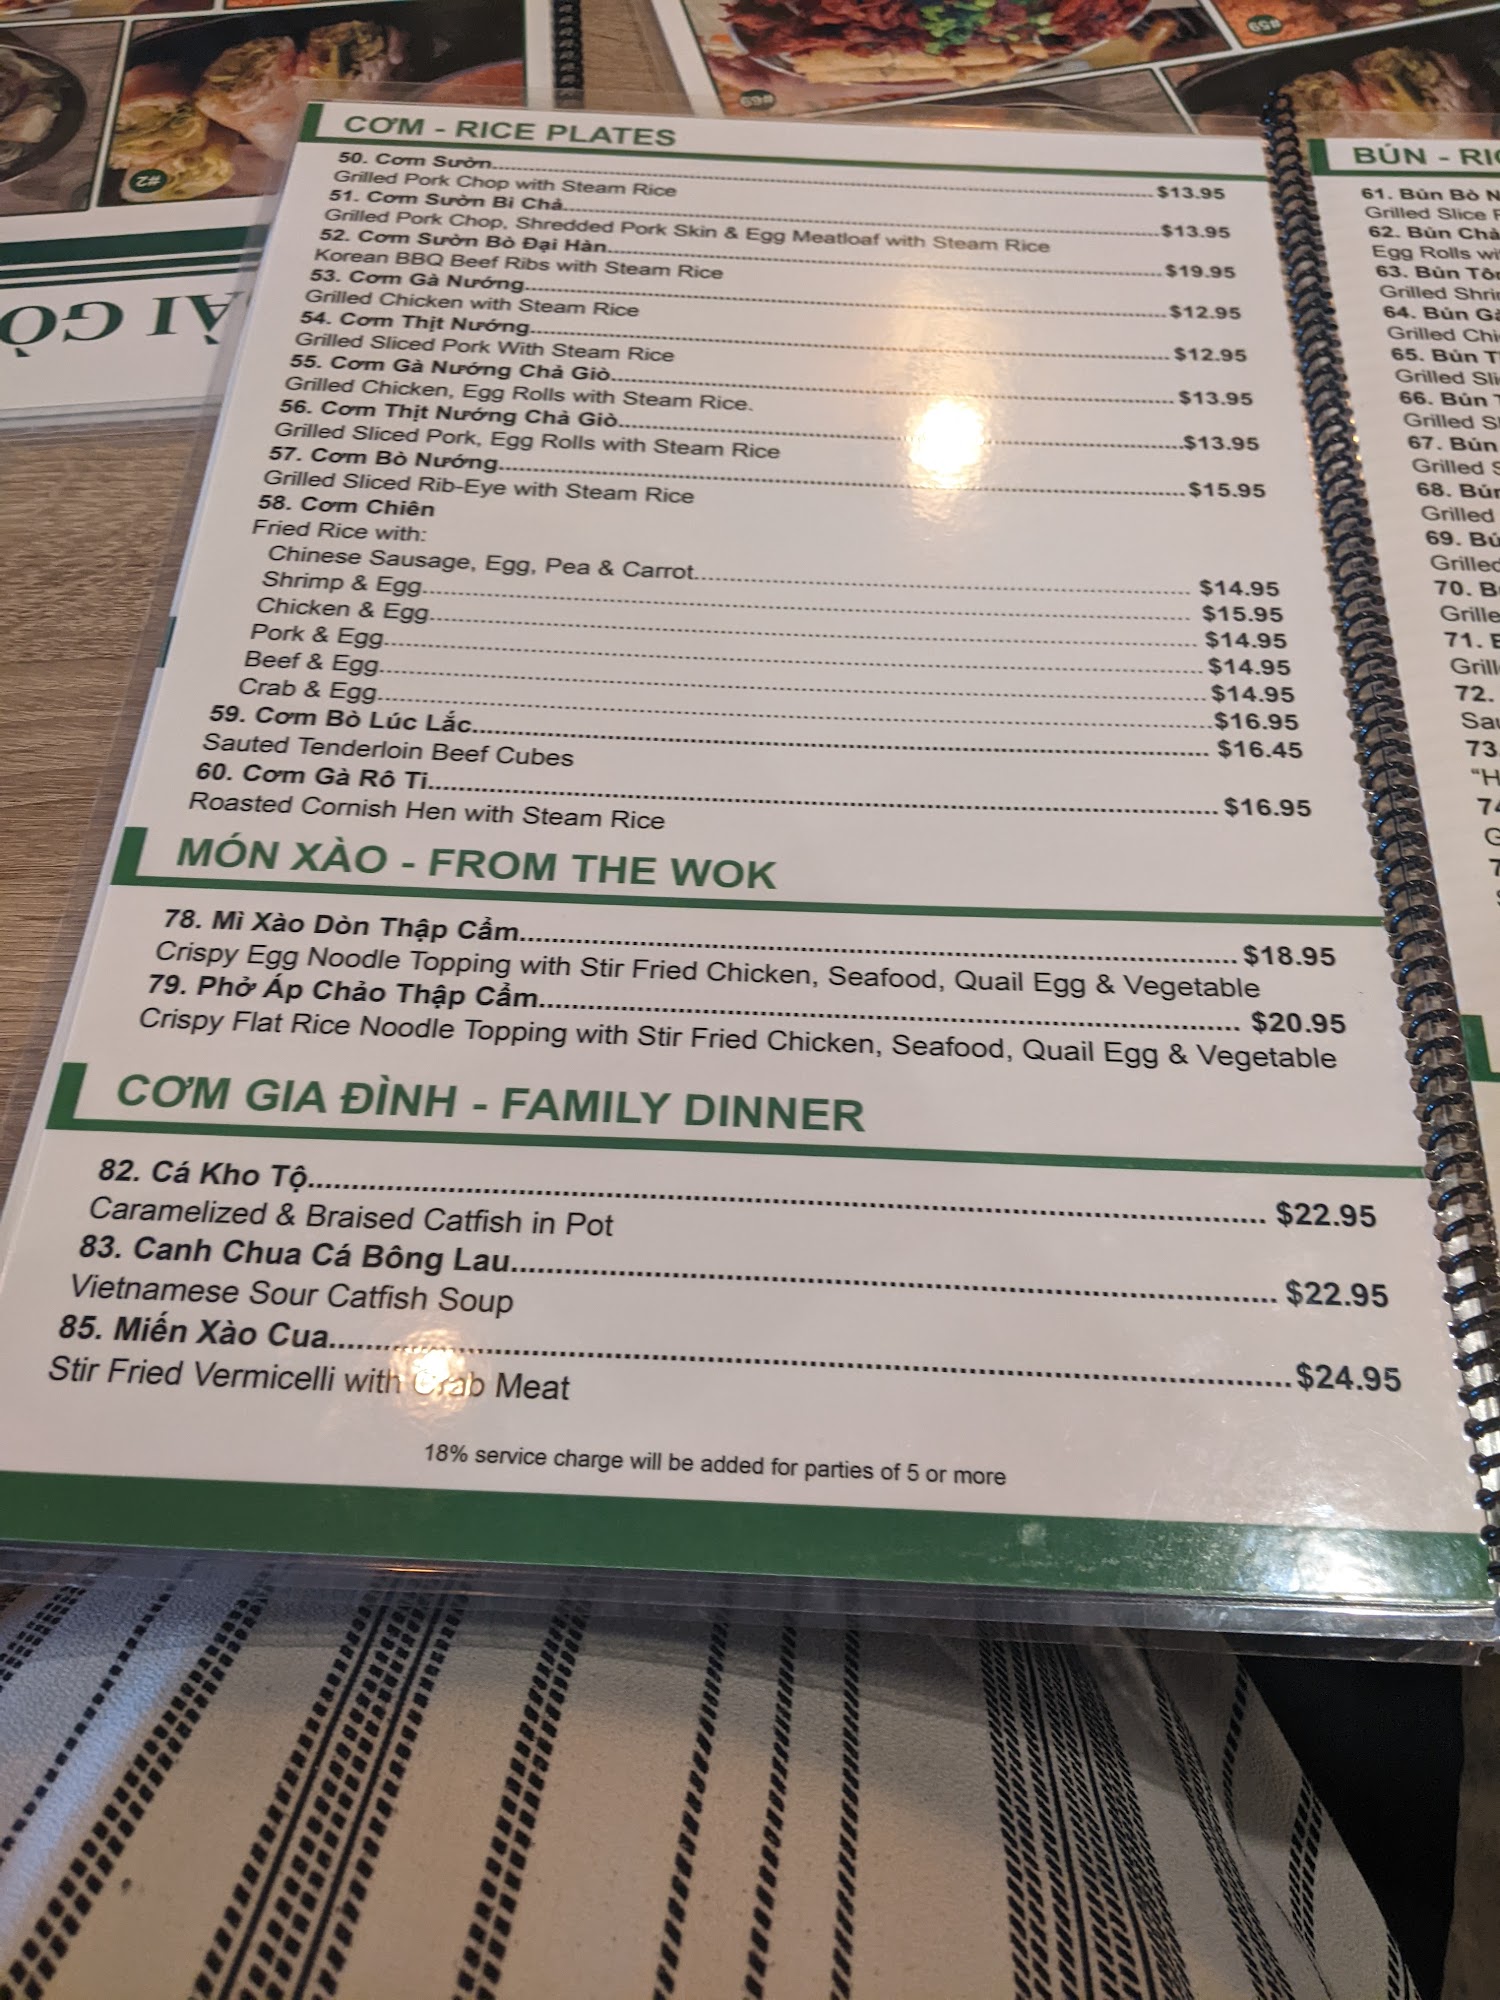 CƠM - RICE PLATES
50. Cơm Sườn $13.95
Grilled Pork Chop with Steam Rice
51. Cơm Sườn Bì Chả $13.95
Grilled Pork Chop, Shredded Pork Skin & Egg Meatloaf with Steam Rice
52. Cơm Sườn Bò Đại Hàn $19.95
Korean BBQ Beef Ribs with Steam Rice
53. Cơm Gà Nướng $12.95
Grilled Chicken with Steam Rice
54. Cơm Thịt Nướng $12.95
Grilled Sliced Pork With Steam Rice
55. Cơm Gà Nướng Chả Giò $13.95
Grilled Chicken, Egg Rolls with Steam Rice.
56. Cơm Thịt Nướng Chả Giò $13.95
Grilled Sliced Pork, Egg Rolls with Steam Rice
57. Cơm Bò Nướng $15.95
Grilled Sliced Rib-Eye with Steam Rice
58. Cơm Chiên
Fried Rice with:
Chinese Sausage, Egg, Pea & Carrot $14.95
Shrimp & Egg $15.95
Chicken & Egg $14.95
Pork & Egg $14.95
Beef & Egg $14.95
Crab & Egg $16.95
59. Cơm Bò Lúc Lắc $16.45
Sauted Tenderloin Beef Cubes
60. Cơm Gà Rô Ti $16.95
Roasted Cornish Hen with Steam Rice
MÓN XÀO - FROM THE WOK
78. Mì Xào Dòn Thập Cẩm $18.95
Crispy Egg Noodle Topping with Stir Fried Chicken, Seafood, Quail Egg & Vegetable
79. Phở Áp Chảo Thập Cẩm $20.95
Crispy Flat Rice Noodle Topping with Stir Fried Chicken, Seafood, Quail Egg & Vegetable
CƠM GIA ĐÌNH - FAMILY DINNER
82. Cá Kho Tộ $22.95
Caramelized & Braised Catfish in Pot
83. Canh Chua Cá Bông Lau $22.95
Vietnamese Sour Catfish Soup
85. Miến Xào Cua $24.95
Stir Fried Vermicelli with Crab Meat
18% service charge will be added for parties of 5 or more
BÚN -
61. Bún Bò
Grilled Slice
62. Bún Chả
Egg Rolls
63. Bún
Grilled
64. Bún
Grilled
65. Bún
Grilled
66. Bún
Grilled
67. Bún
Grilled
68.
Grilled
69.
Grilled
70.
71.
72.
73
#2
#69
#59